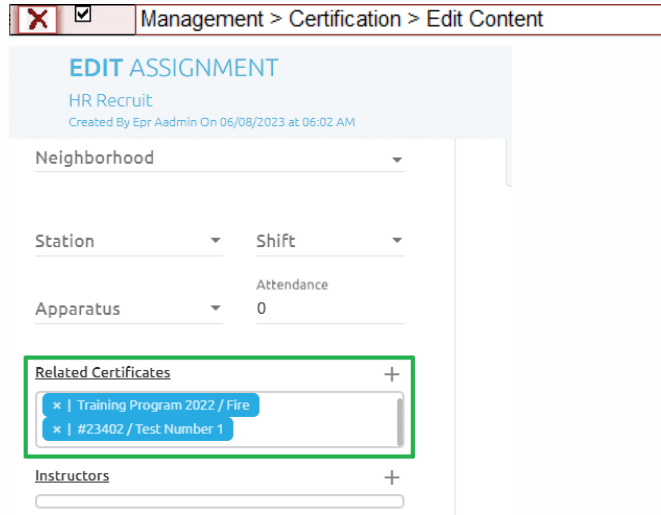 Management > Certification > Edit Content
EDIT ASSIGNMENT
HR Recruit
Created By Epr Aadmin On 06/08/2023 at 06:02 AM
Neighborhood
Station
Shift
Attendance
Apparatus
0
Related Certificates +
× | Training Program 2022 / Fire
× | #23402 / Test Number 1
Instructors +